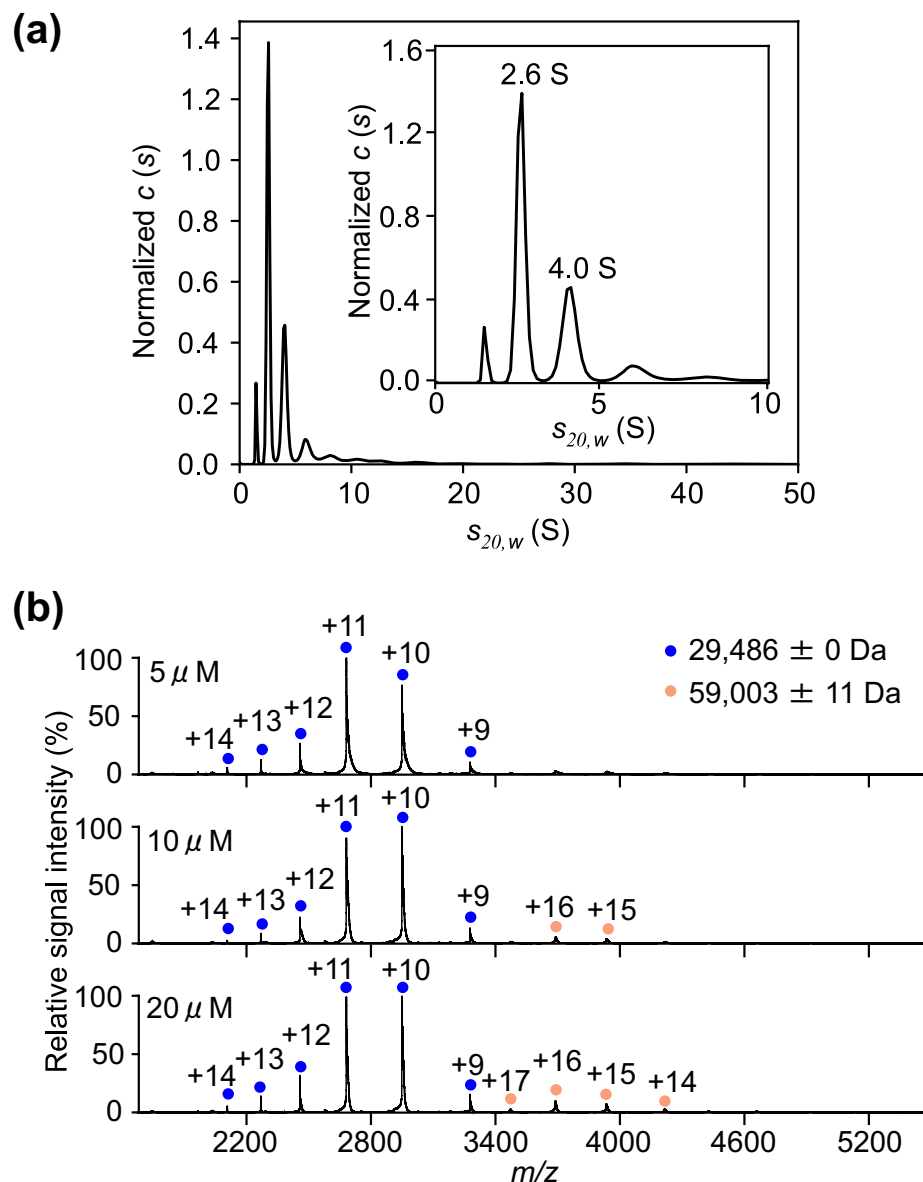 (a)
Normalized c (s)
1.4
1.2
1.0
0.8
0.6
0.4
0.2
0.0
0 10 20 30 40 50
s20,w (S)
Normalized c (s)
1.6
1.2
0.8
0.4
0.0
2.6 S
4.0 S
0 5 10
s20,w (S)
(b)
Relative signal intensity (%)
29,486 ± 0 Da
59,003 ± 11 Da
5 μM
100
50
0
+14 +13 +12 +11 +10 +9
10 μM
100
50
0
+14 +13 +12 +11 +10 +9 +16 +15
20 μM
100
50
0
+14 +13 +12 +11 +10 +9 +17 +16 +15 +14
2200 2800 3400 4000 4600 5200
m/z